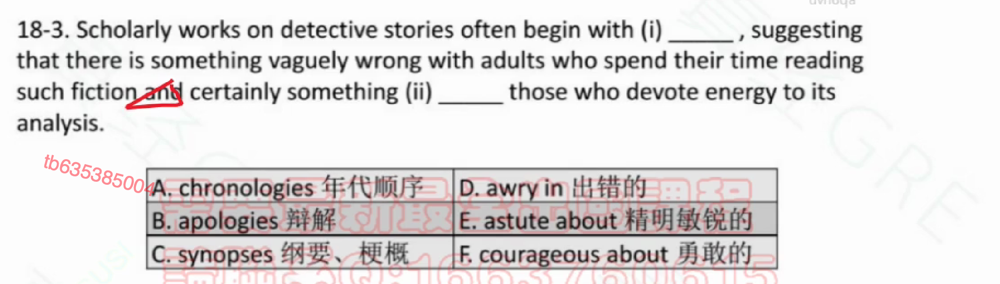 18-3. Scholarly works on detective stories often begin with (i) _____ , suggesting
that there is something vaguely wrong with adults who spend their time reading
such fiction and certainly something (ii) _____ those who devote energy to its
analysis.
tb635385004
A. chronologies 年代顺序
D. awry in 出错的
B. apologies 辩解
E. astute about 精明敏锐的
C. synopses 纲要、梗概
F. courageous about 勇敢的
GRE